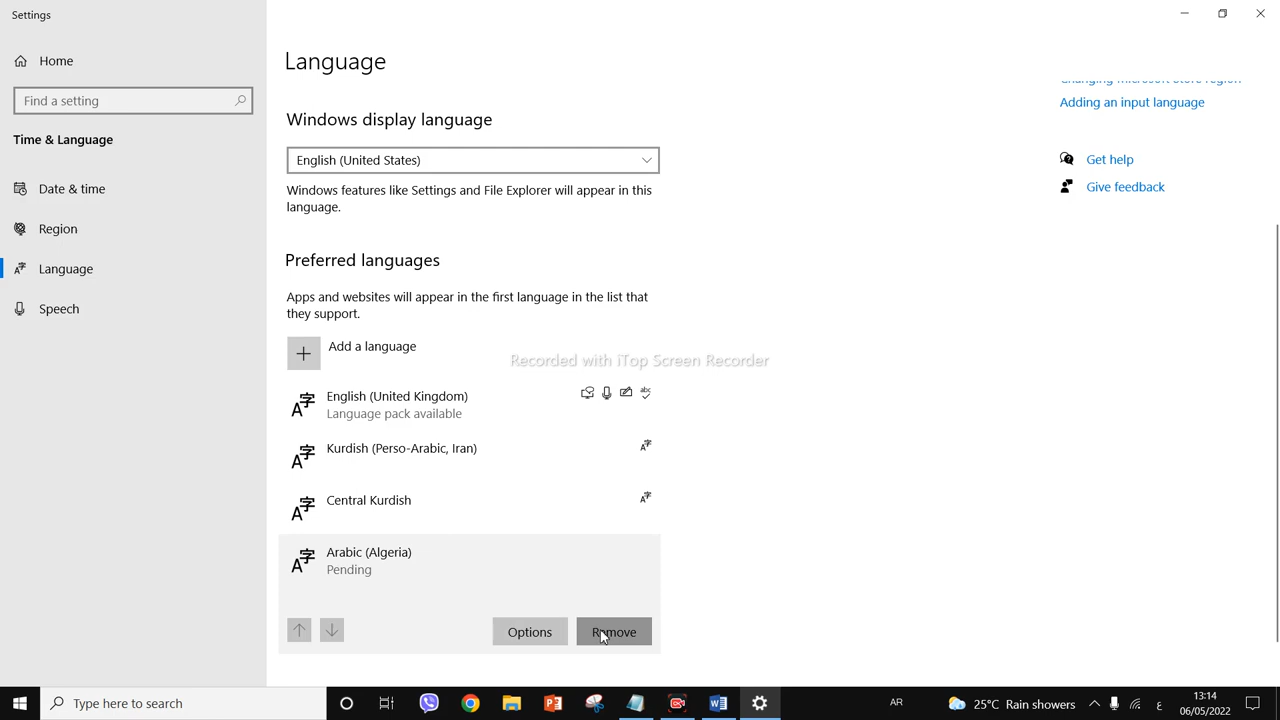 Settings
Home
Find a setting
Time & Language
Date & time
Region
Language
Speech
Language
Windows display language
English (United States)
Windows features like Settings and File Explorer will appear in this
language.
Preferred languages
Apps and websites will appear in the first language in the list that
they support.
Add a language
English (United Kingdom)
Language pack available
Kurdish (Perso-Arabic, Iran)
Central Kurdish
Arabic (Algeria)
Pending
Options
Remove
Changing Microsoft Store region
Adding an input language
Get help
Give feedback
Recorded with iTop Screen Recorder
Type here to search
AR
25°C Rain showers
ع
13:14
06/05/2022